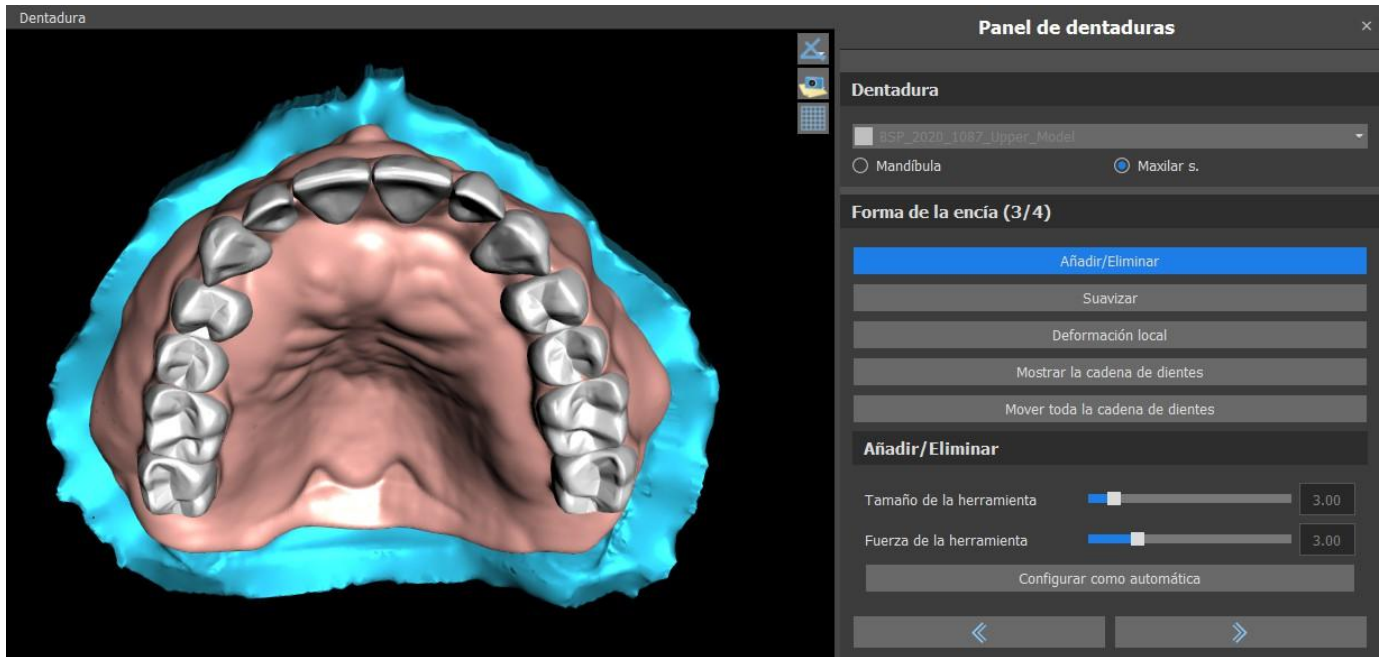 Dentadura
Panel de dentaduras ×
Dentadura
BSP_2020_1087_Upper_Model
Mandíbula Maxilar s.
Forma de la encía (3/4)
Añadir/Eliminar
Suavizar
Deformación local
Mostrar la cadena de dientes
Mover toda la cadena de dientes
Añadir/Eliminar
Tamaño de la herramienta 3.00
Fuerza de la herramienta 3.00
Configurar como automática